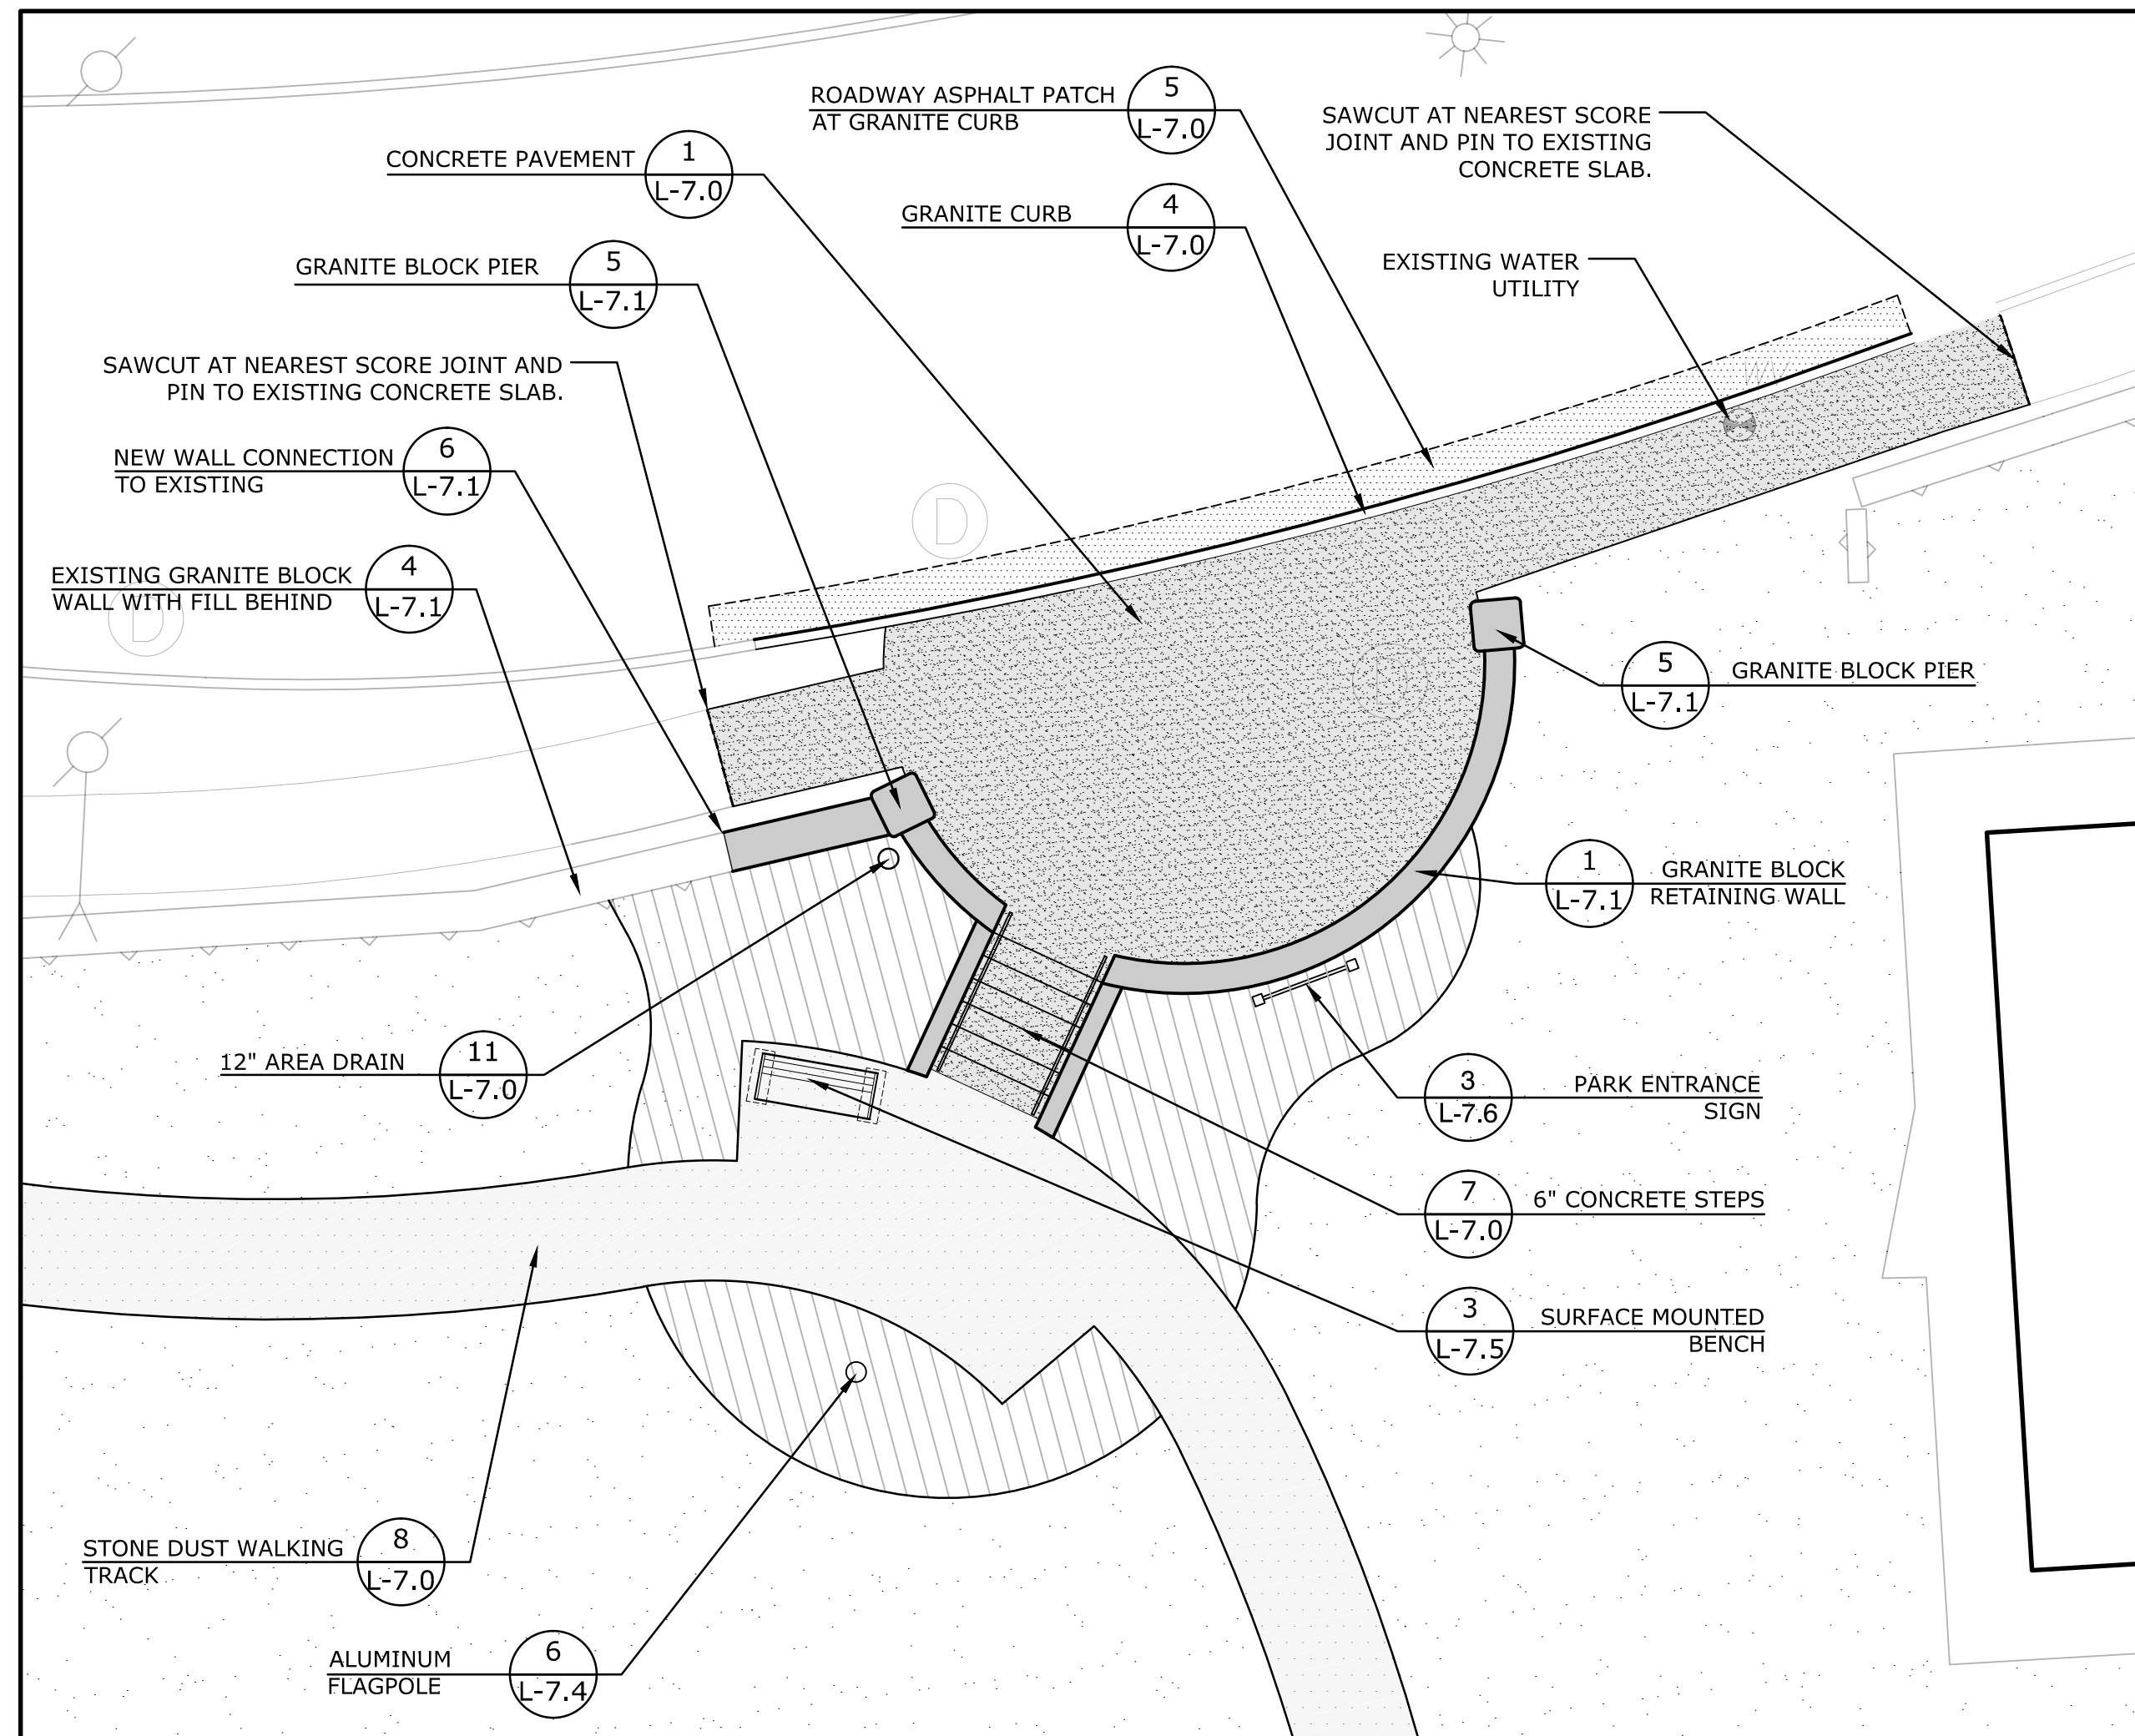 ROADWAY ASPHALT PATCH
AT GRANITE CURB
5
L-7.0
SAWCUT AT NEAREST SCORE
JOINT AND PIN TO EXISTING
CONCRETE SLAB.
CONCRETE PAVEMENT
1
L-7.0
GRANITE CURB
4
L-7.0
EXISTING WATER
UTILITY
GRANITE BLOCK PIER
5
L-7.1
SAWCUT AT NEAREST SCORE JOINT AND
PIN TO EXISTING CONCRETE SLAB.
WV
NEW WALL CONNECTION
TO EXISTING
6
L-7.1
D
EXISTING GRANITE BLOCK
WALL WITH FILL BEHIND
4
L-7.1
D
D
5
L-7.1
GRANITE BLOCK PIER
1
L-7.1
GRANITE BLOCK
RETAINING WALL
12" AREA DRAIN
11
L-7.0
3
L-7.6
PARK ENTRANCE
SIGN
7
L-7.0
6" CONCRETE STEPS
3
L-7.5
SURFACE MOUNTED
BENCH
STONE DUST WALKING
TRACK
8
L-7.0
ALUMINUM
FLAGPOLE
6
L-7.4